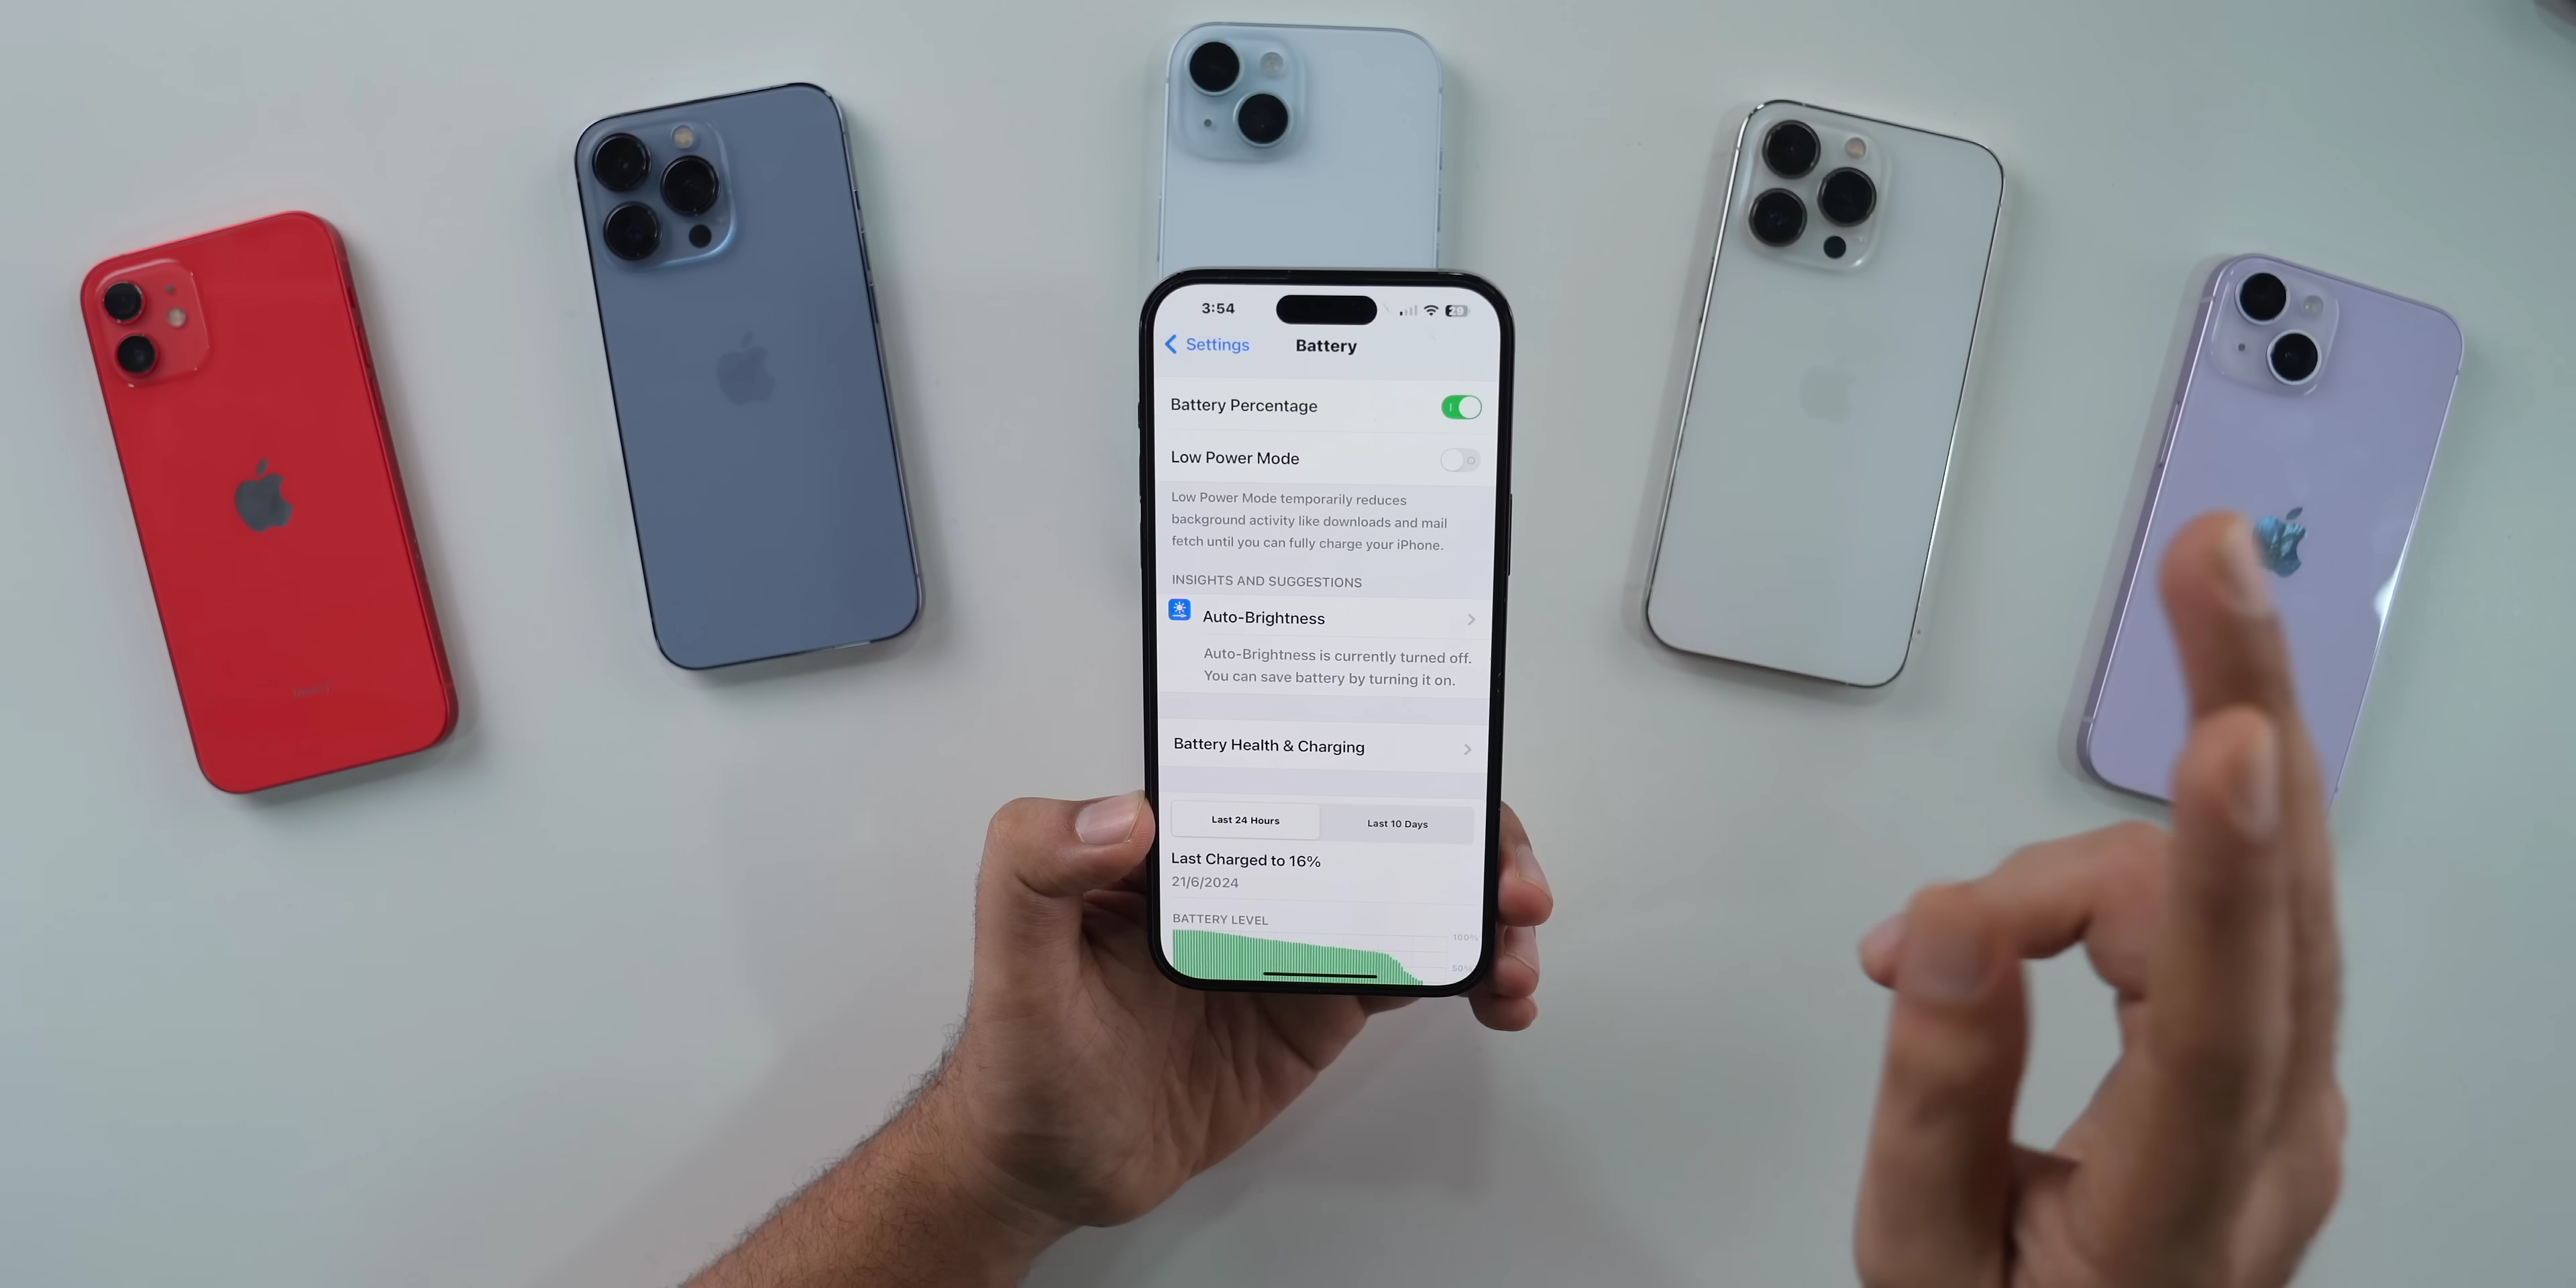 3:54
Settings
Battery
Battery Percentage
Low Power Mode
Low Power Mode temporarily reduces
background activity like downloads and mail
fetch until you can fully charge your iPhone.
INSIGHTS AND SUGGESTIONS
Auto-Brightness
Auto-Brightness is currently turned off.
You can save battery by turning it on.
Battery Health & Charging
Last 24 Hours
Last 10 Days
Last Charged to 16%
21/6/2024
BATTERY LEVEL
100%
50%